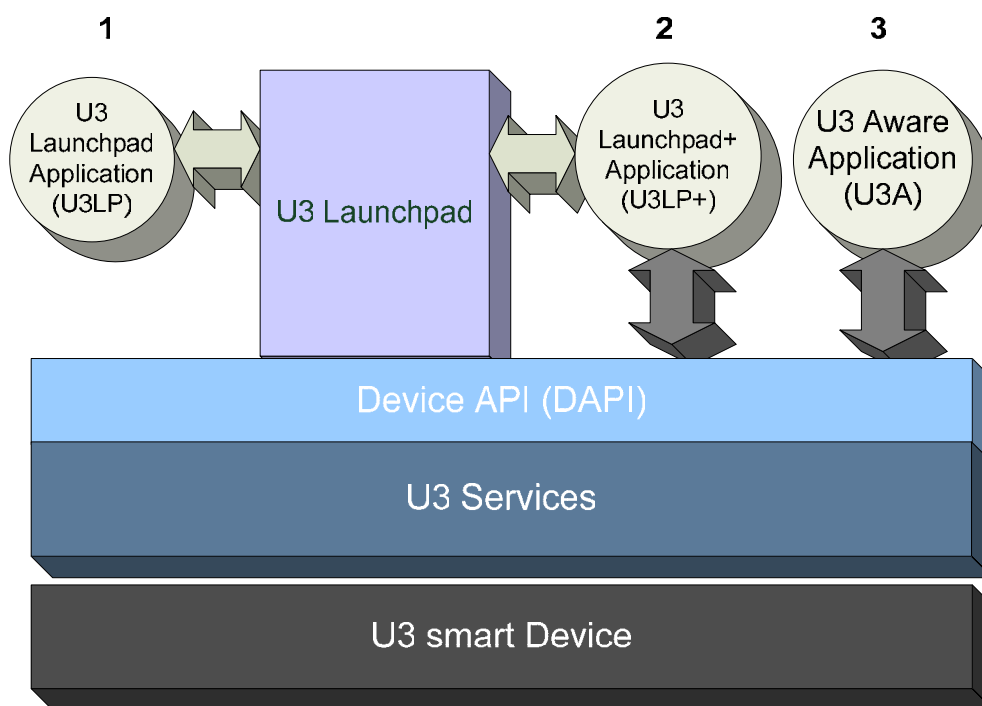 1
2
3
U3
Launchpad
Application
(U3LP)
U3 Launchpad
U3
Launchpad+
Application
(U3LP+)
U3 Aware
Application
(U3A)
Device API (DAPI)
U3 Services
U3 smart Device